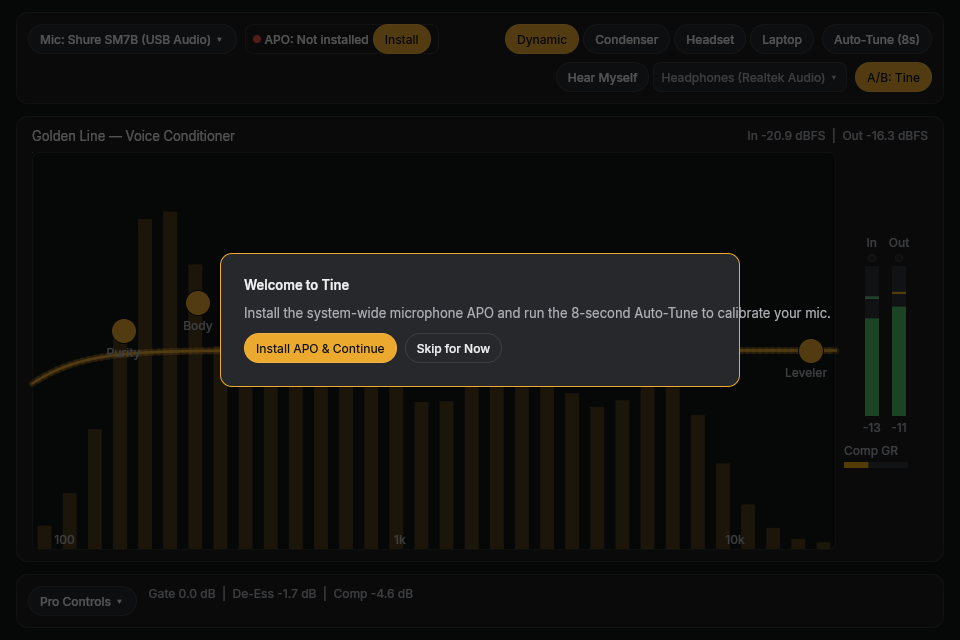 Mic: Shure SM7B (USB Audio) ▾
APO: Not installed
Install
Dynamic
Condenser
Headset
Laptop
Auto-Tune (8s)
Hear Myself
Headphones (Realtek Audio) ▾
A/B: Tine
Golden Line — Voice Conditioner
In -20.9 dBFS | Out -16.3 dBFS
In
Out
Welcome to Tine
Install the system-wide microphone APO and run the 8-second Auto-Tune to calibrate your mic.
Install APO & Continue
Skip for Now
Body
Purity
Leveler
-13
-11
Comp GR
100
1k
10k
Pro Controls ▾
Gate 0.0 dB | De-Ess -1.7 dB | Comp -4.6 dB